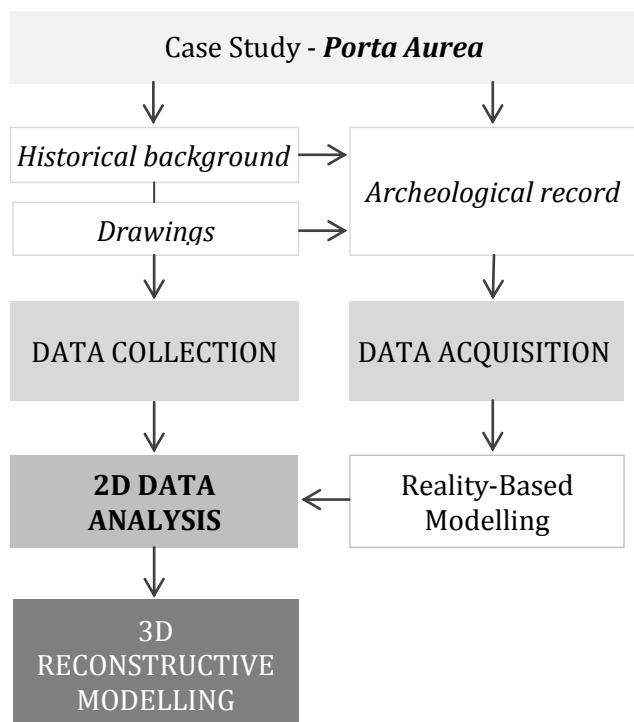 Case Study - Porta Aurea
Historical background
Archeological record
Drawings
DATA COLLECTION
DATA ACQUISITION
2D DATA
ANALYSIS
Reality-Based
Modelling
3D
RECONSTRUCTIVE
MODELLING